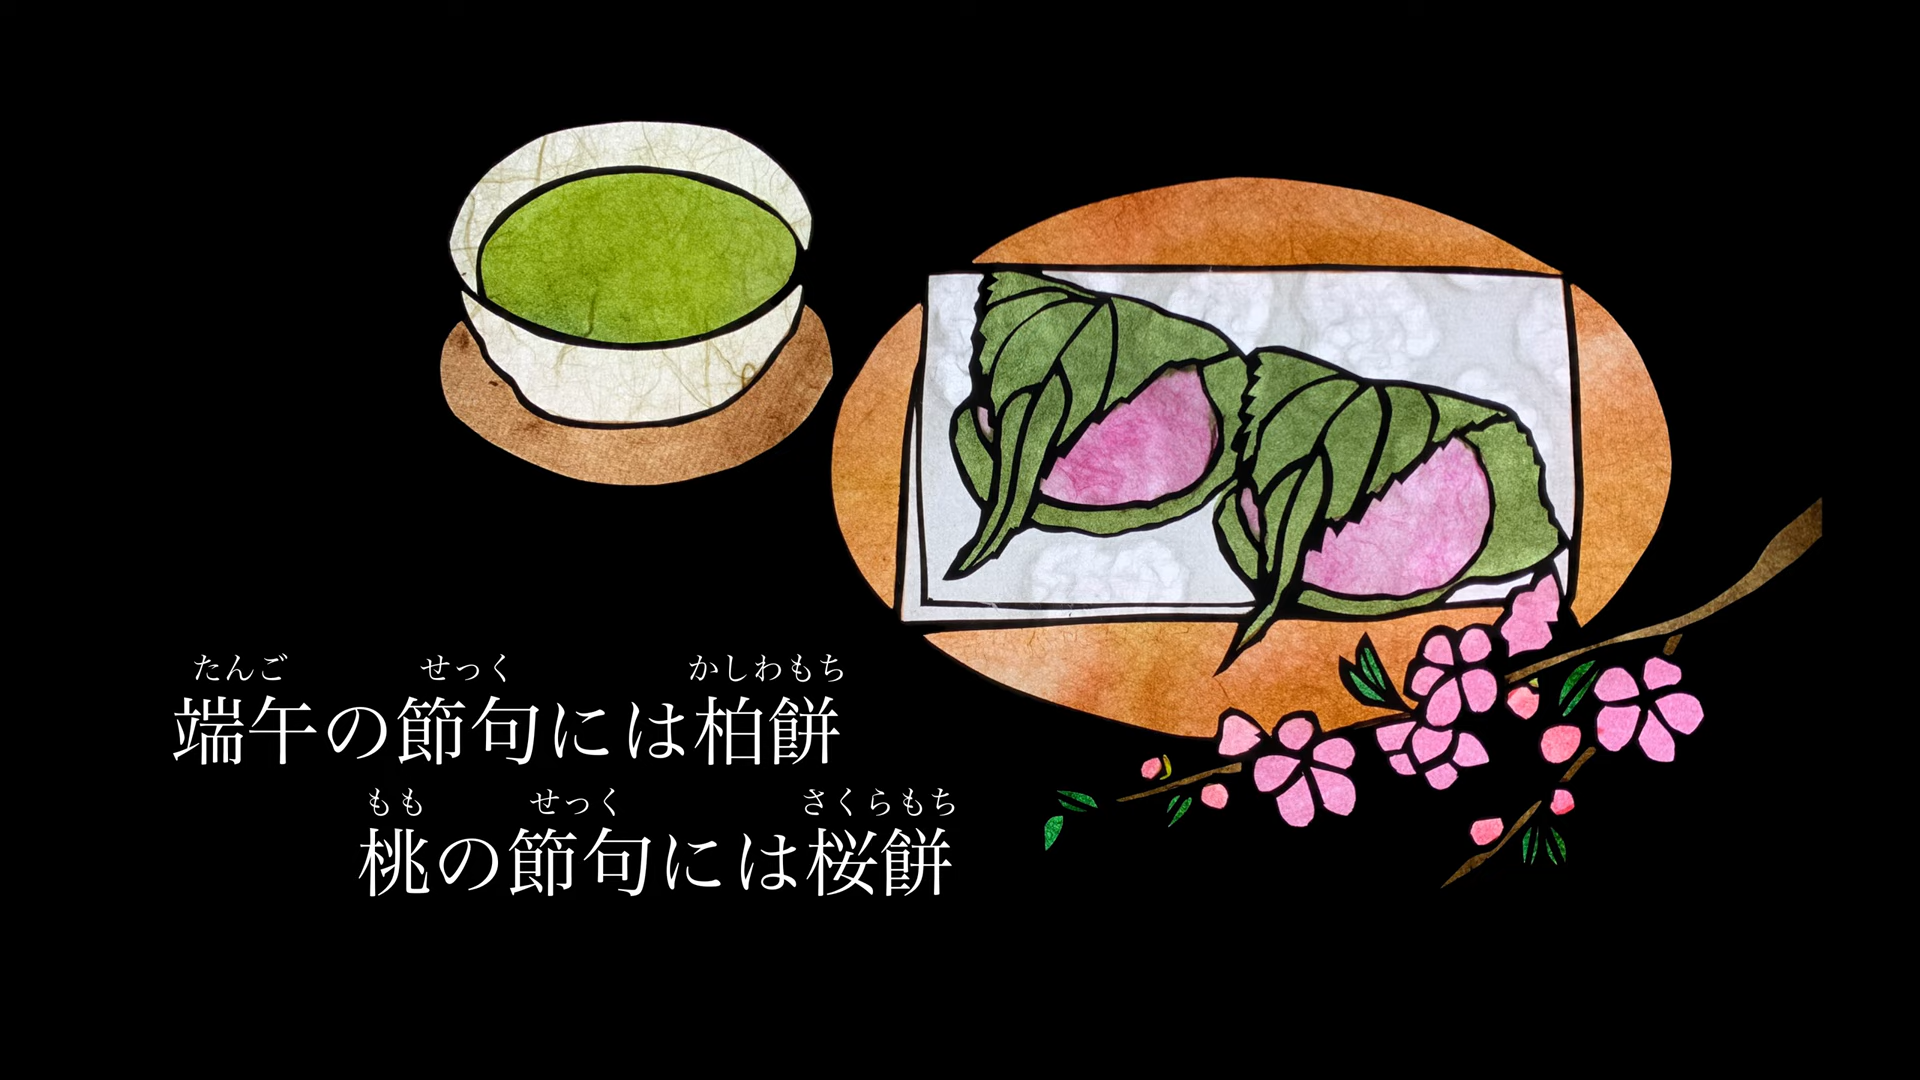 たんご せっく かしわもち
端午の節句には柏餅
もも せっく さくらもち
桃の節句には桜餅